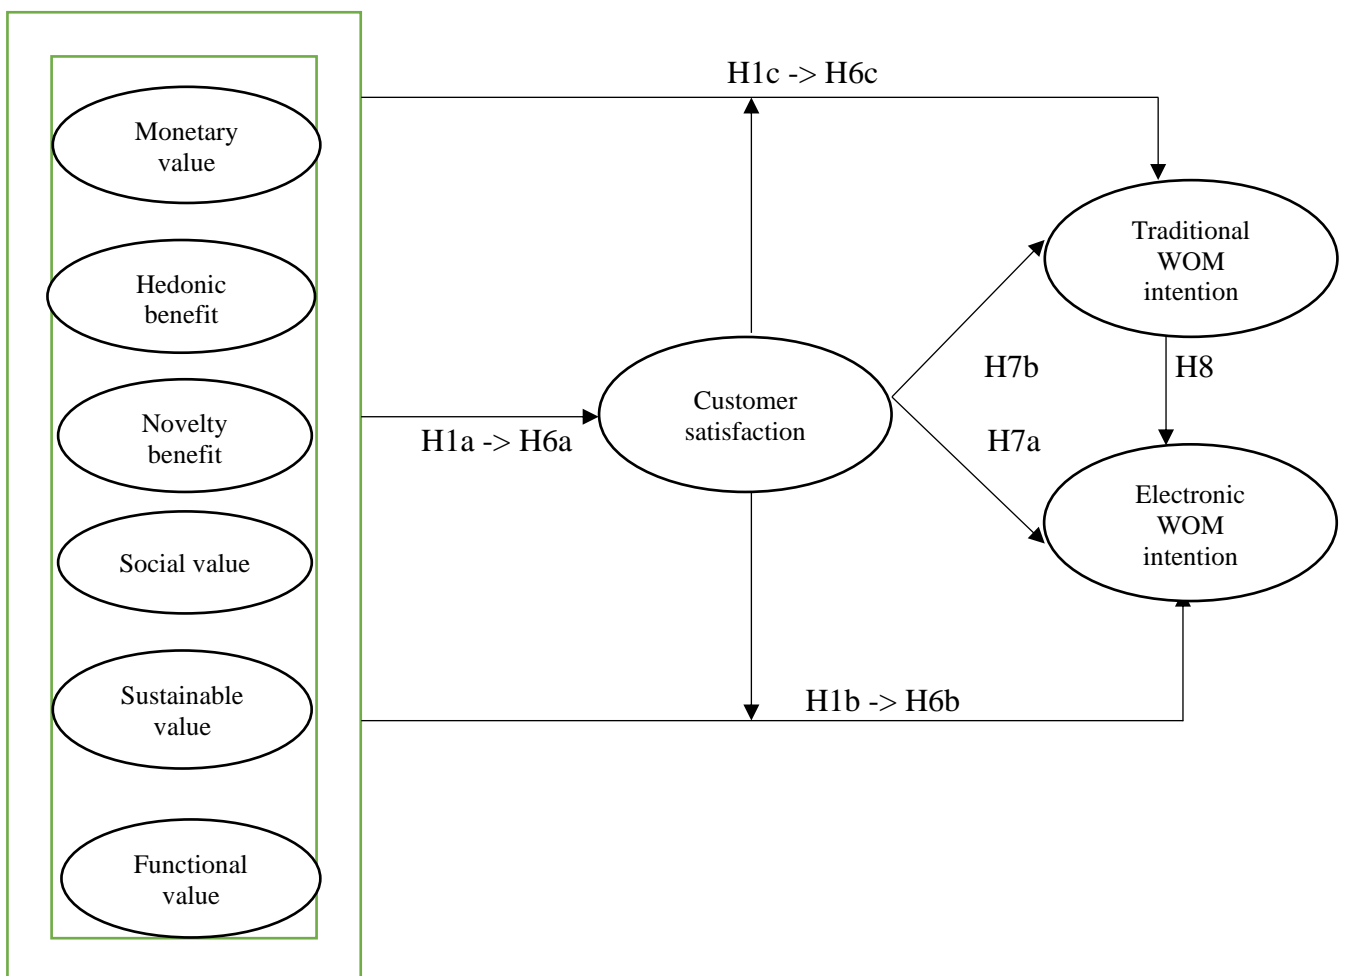 Monetary
value
Hedonic
benefit
Novelty
benefit
Social value
Sustainable
value
Functional
value
H1c -> H6c
H1a -> H6a
Customer
satisfaction
H7b
H7a
H1b -> H6b
Traditional
WOM
intention
H8
Electronic
WOM
intention